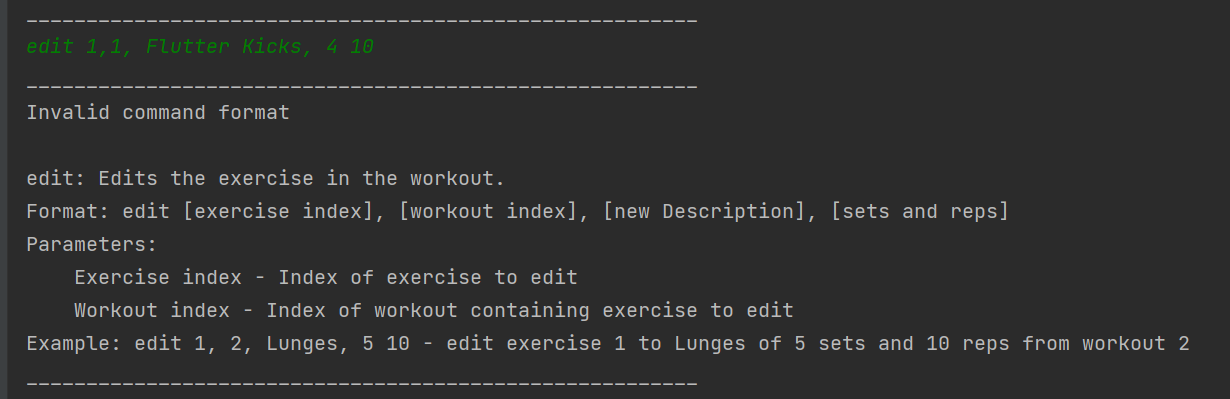 ________________________________________________________
edit 1,1, Flutter Kicks, 4 10
________________________________________________________
Invalid command format

edit: Edits the exercise in the workout.
Format: edit [exercise index], [workout index], [new Description], [sets and reps]
Parameters:
    Exercise index - Index of exercise to edit
    Workout index - Index of workout containing exercise to edit
Example: edit 1, 2, Lunges, 5 10 - edit exercise 1 to Lunges of 5 sets and 10 reps from workout 2
________________________________________________________